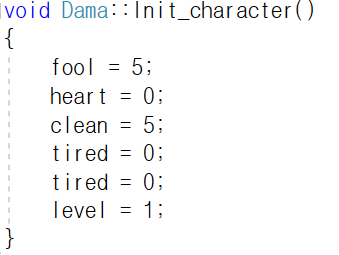 void Dama::Init_character()
{
fool = 5;
heart = 0;
clean = 5;
tired = 0;
tired = 0;
level = 1;
}